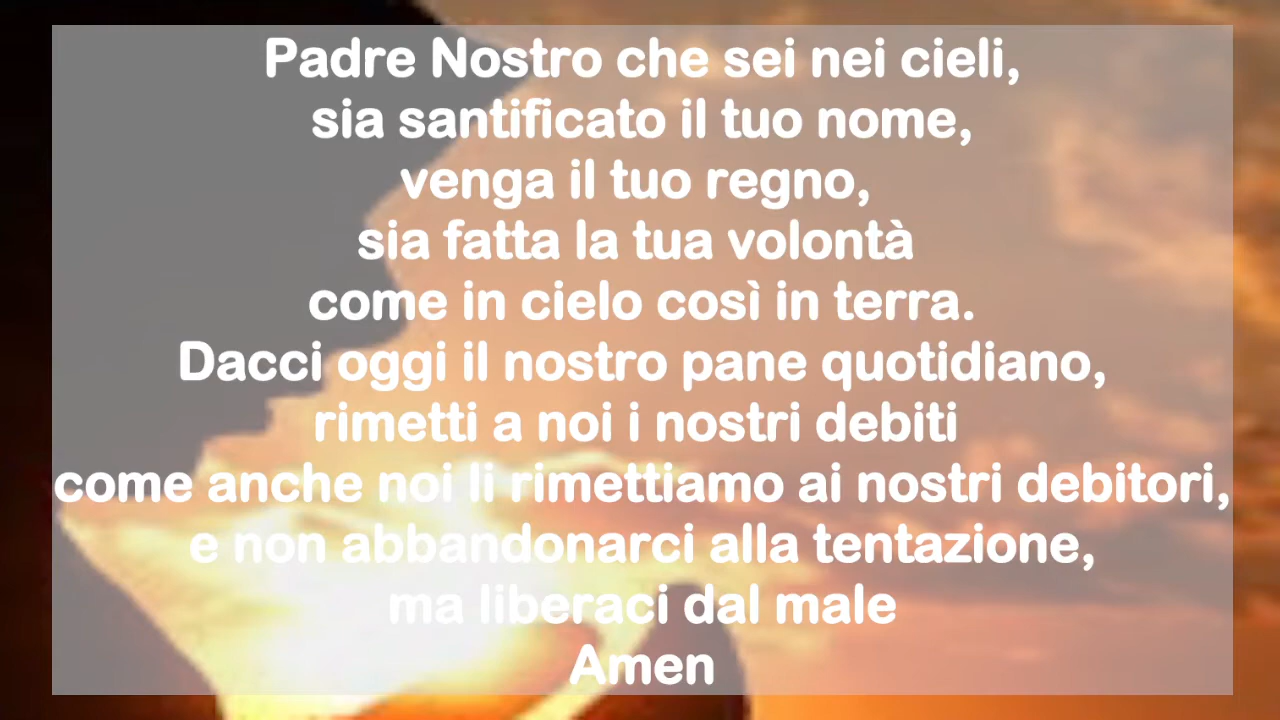 Padre Nostro che sei nei cieli,
sia santificato il tuo nome,
venga il tuo regno,
sia fatta la tua volontà
come in cielo così in terra.
Dacci oggi il nostro pane quotidiano,
rimetti a noi i nostri debiti
come anche noi li rimettiamo ai nostri debitori,
e non abbandonarci alla tentazione,
ma liberaci dal male
Amen